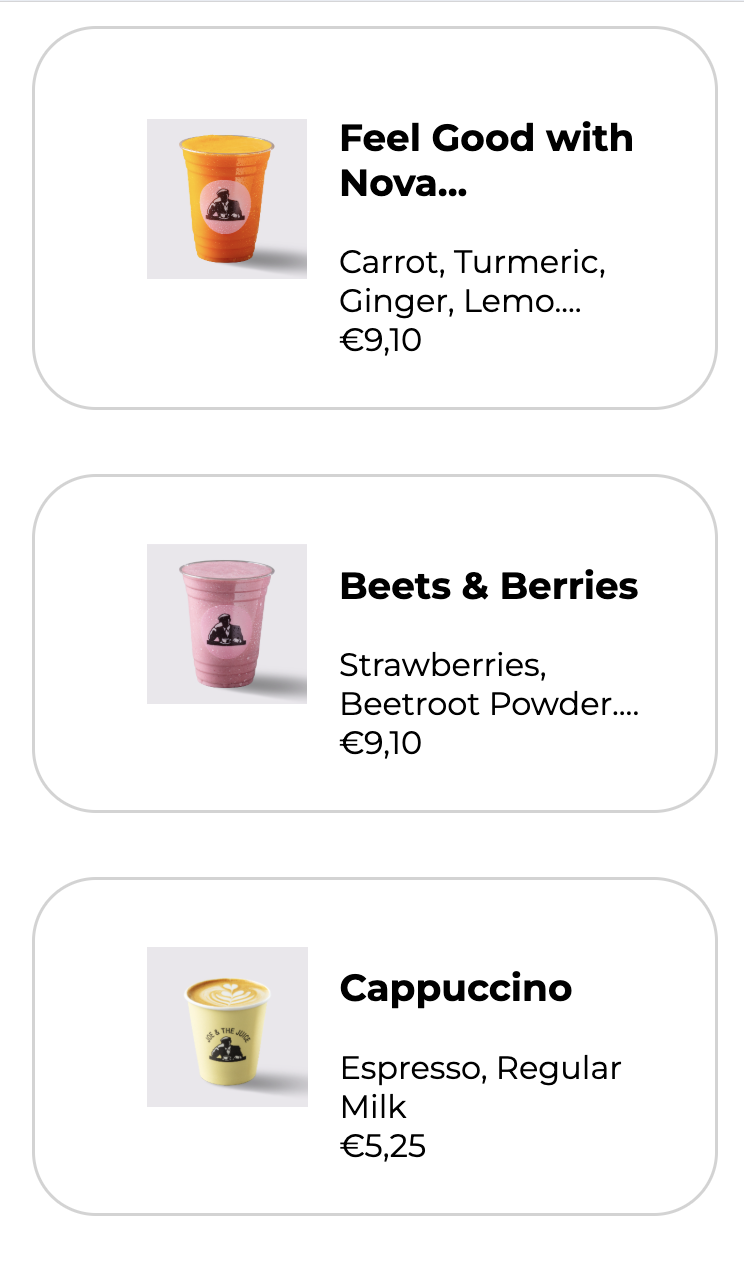 Feel Good with
Nova...
Carrot, Turmeric,
Ginger, Lemo....
€9,10
Beets & Berries
Strawberries,
Beetroot Powder....
€9,10
JOE & THE JUICE
Cappuccino
Espresso, Regular
Milk
€5,25